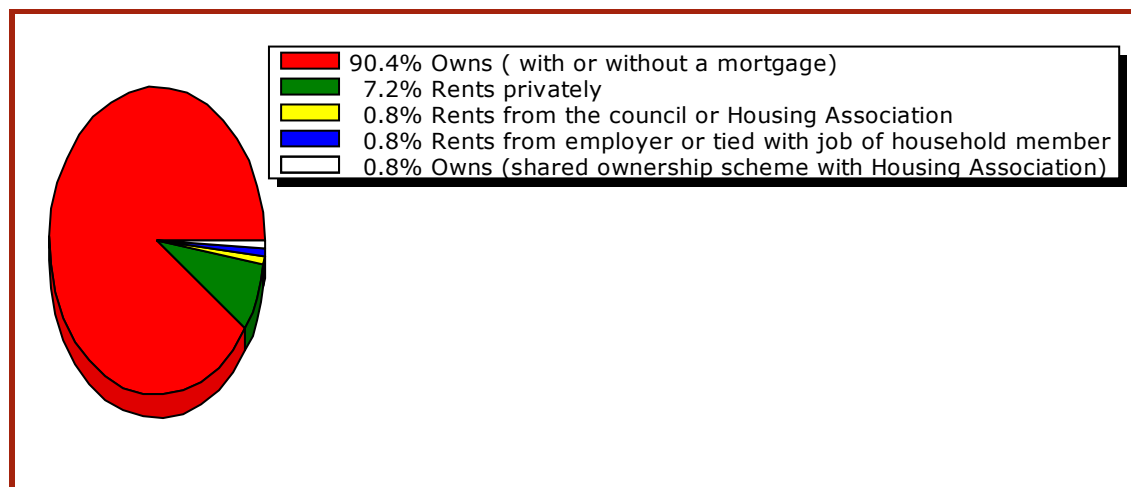 90.4% Owns ( with or without a mortgage)
7.2% Rents privately
0.8% Rents from the council or Housing Association
0.8% Rents from employer or tied with job of household member
0.8% Owns (shared ownership scheme with Housing Association)